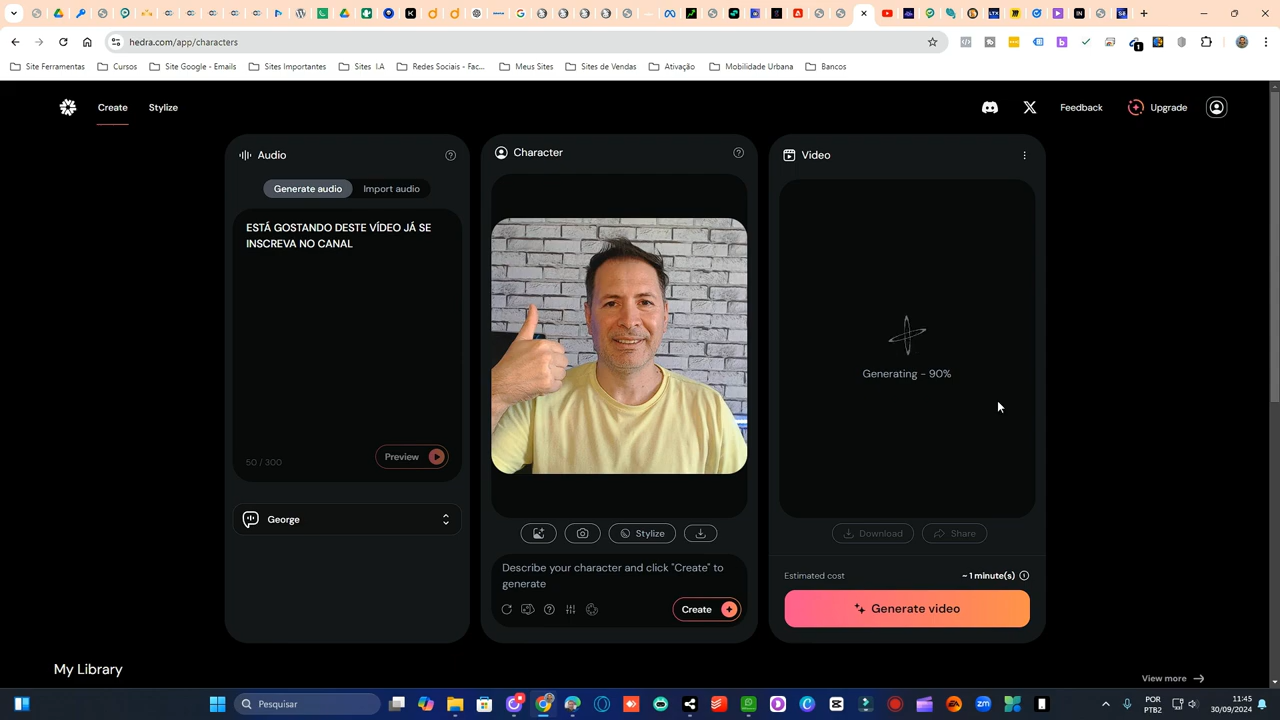 hedra.com/app/characters
Site Ferramentas
Cursos
Site Google - Emails
Sites Importantes
Sites I.A
Redes Sociais - Fac...
Meus Sites
Sites de Vendas
Ativação
Mobilidade Urbana
Bancos
Create
Stylize
Feedback
Upgrade
Audio
Generate audio
Import audio
ESTÁ GOSTANDO DESTE VÍDEO JÁ SE
INSCREVA NO CANAL
50 / 300
Preview
George
Character
Stylize
Describe your character and click "Create" to
generate
Create
Video
Generating - 90%
Download
Share
Estimated cost
~ 1 minute(s)
Generate video
My Library
View more
Pesquisar
POR
PTB2
11:45
30/09/2024